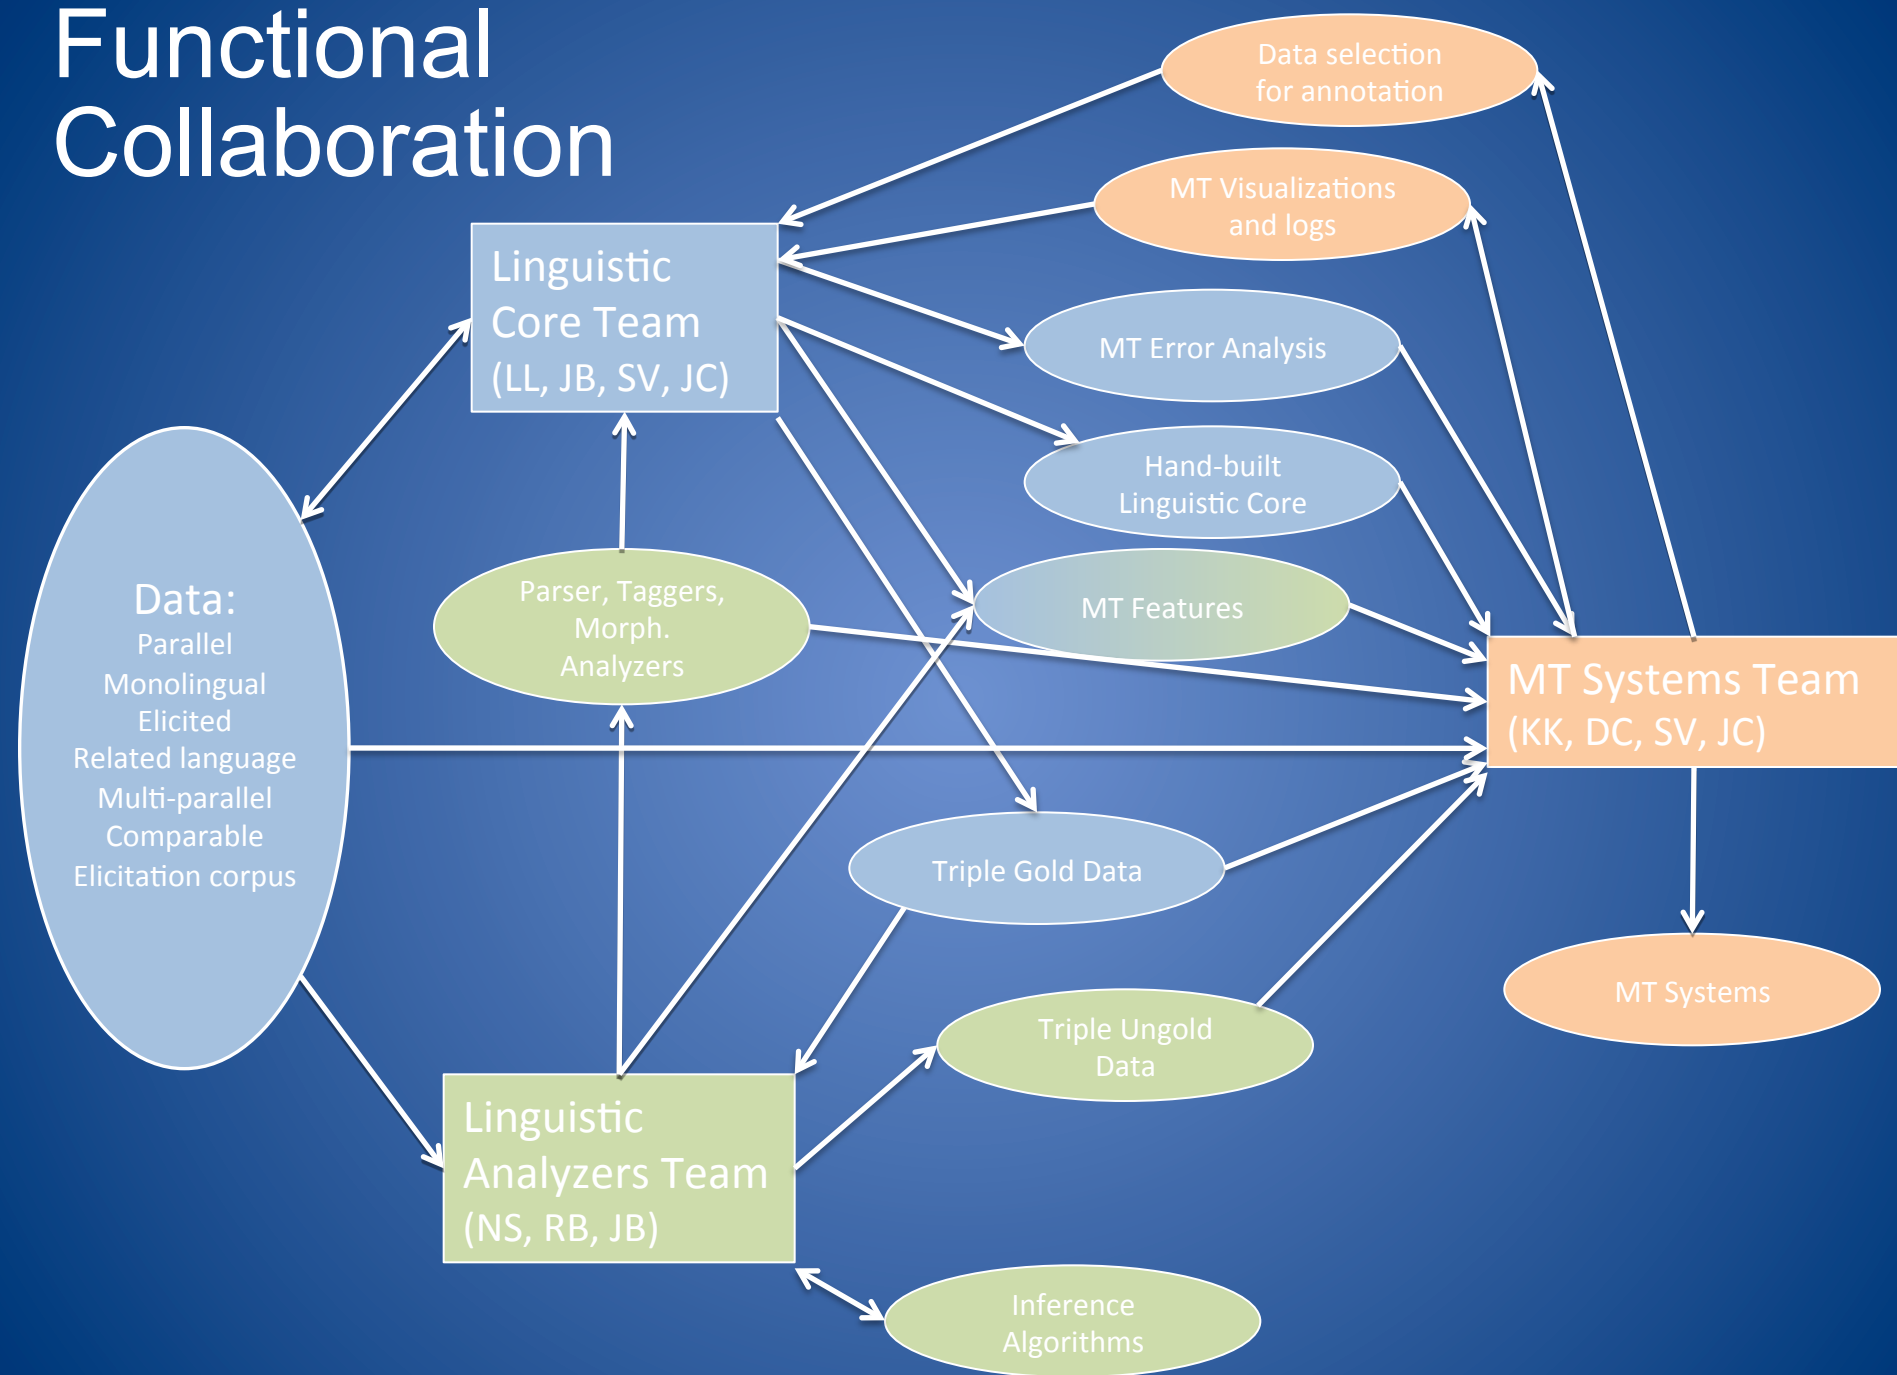 Functional
Collaboration
Data selection
for annotation
MT Visualizations
and logs
Linguistic
Core Team
(LL, JB, SV, JC)
MT Error Analysis
Hand-built
Linguistic Core
Data:
Parallel
Monolingual
Elicited
Related language
Multi-parallel
Comparable
Elicitation corpus
Parser, Taggers,
Morph.
Analyzers
MT Features
MT Systems Team
(KK, DC, SV, JC)
Triple Gold Data
MT Systems
Triple Ungold
Data
Linguistic
Analyzers Team
(NS, RB, JB)
Inference
Algorithms